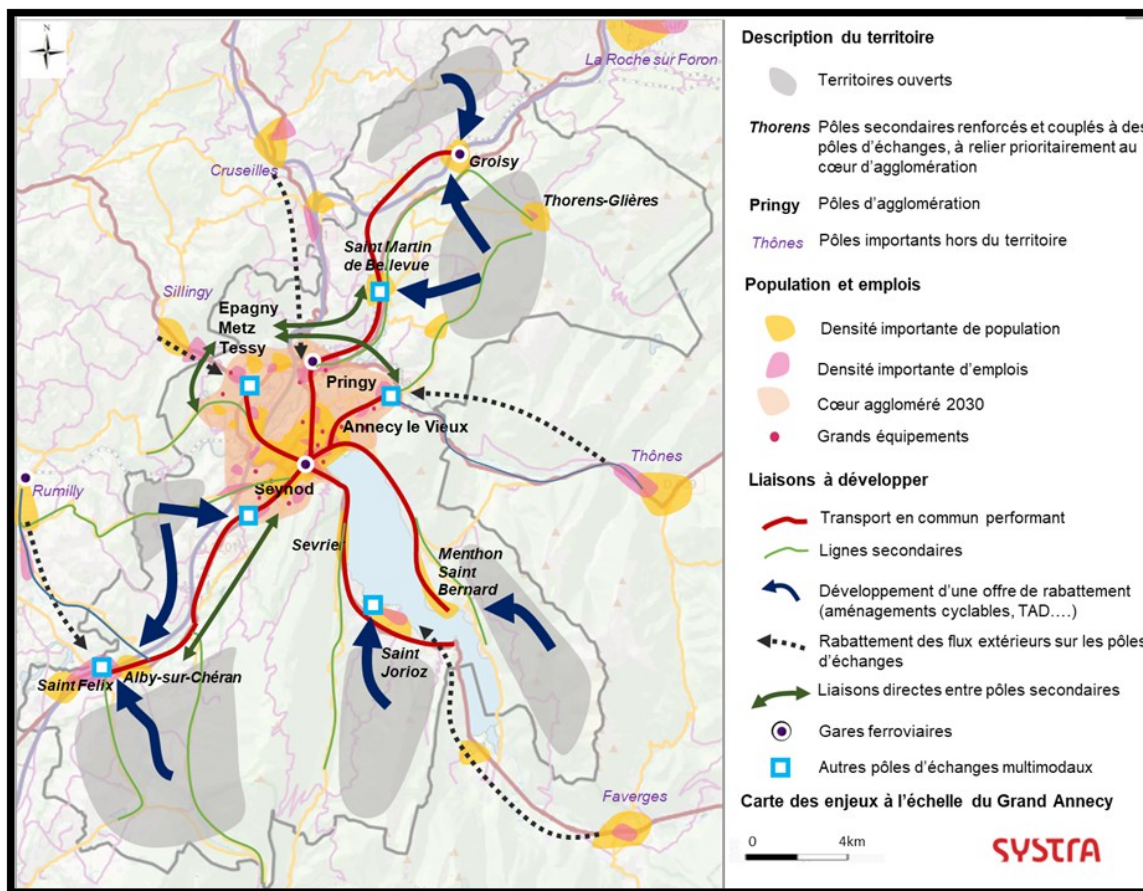 N
La Roche sur Foron
Groisy
Cruseilles
Thorens-Glières
Saint Martin
de Bellevue
Sillingy
Epagny
Metz
Tessy
Pringy
Annecy le Vieux
Thônes
Rumilly
Seynod
Sevrier
Menthon
Saint
Bernard
Saint
Jorioz
Saint Felix
Alby-sur-Chéran
Faverges
Description du territoire
Territoires ouverts
Thorens Pôles secondaires renforcés et couplés à des
pôles d'échanges, à relier prioritairement au
cœur d'agglomération
Pringy Pôles d'agglomération
Thônes Pôles importants hors du territoire
Population et emplois
Densité importante de population
Densité importante d'emplois
Cœur aggloméré 2030
Grands équipements
Liaisons à développer
Transport en commun performant
Lignes secondaires
Développement d'une offre de rabattement
(aménagements cyclables, TAD….)
Rabattement des flux extérieurs sur les pôles
d'échanges
Liaisons directes entre pôles secondaires
Gares ferroviaires
Autres pôles d'échanges multimodaux
Carte des enjeux à l'échelle du Grand Annecy
0 4km
SYSTRA